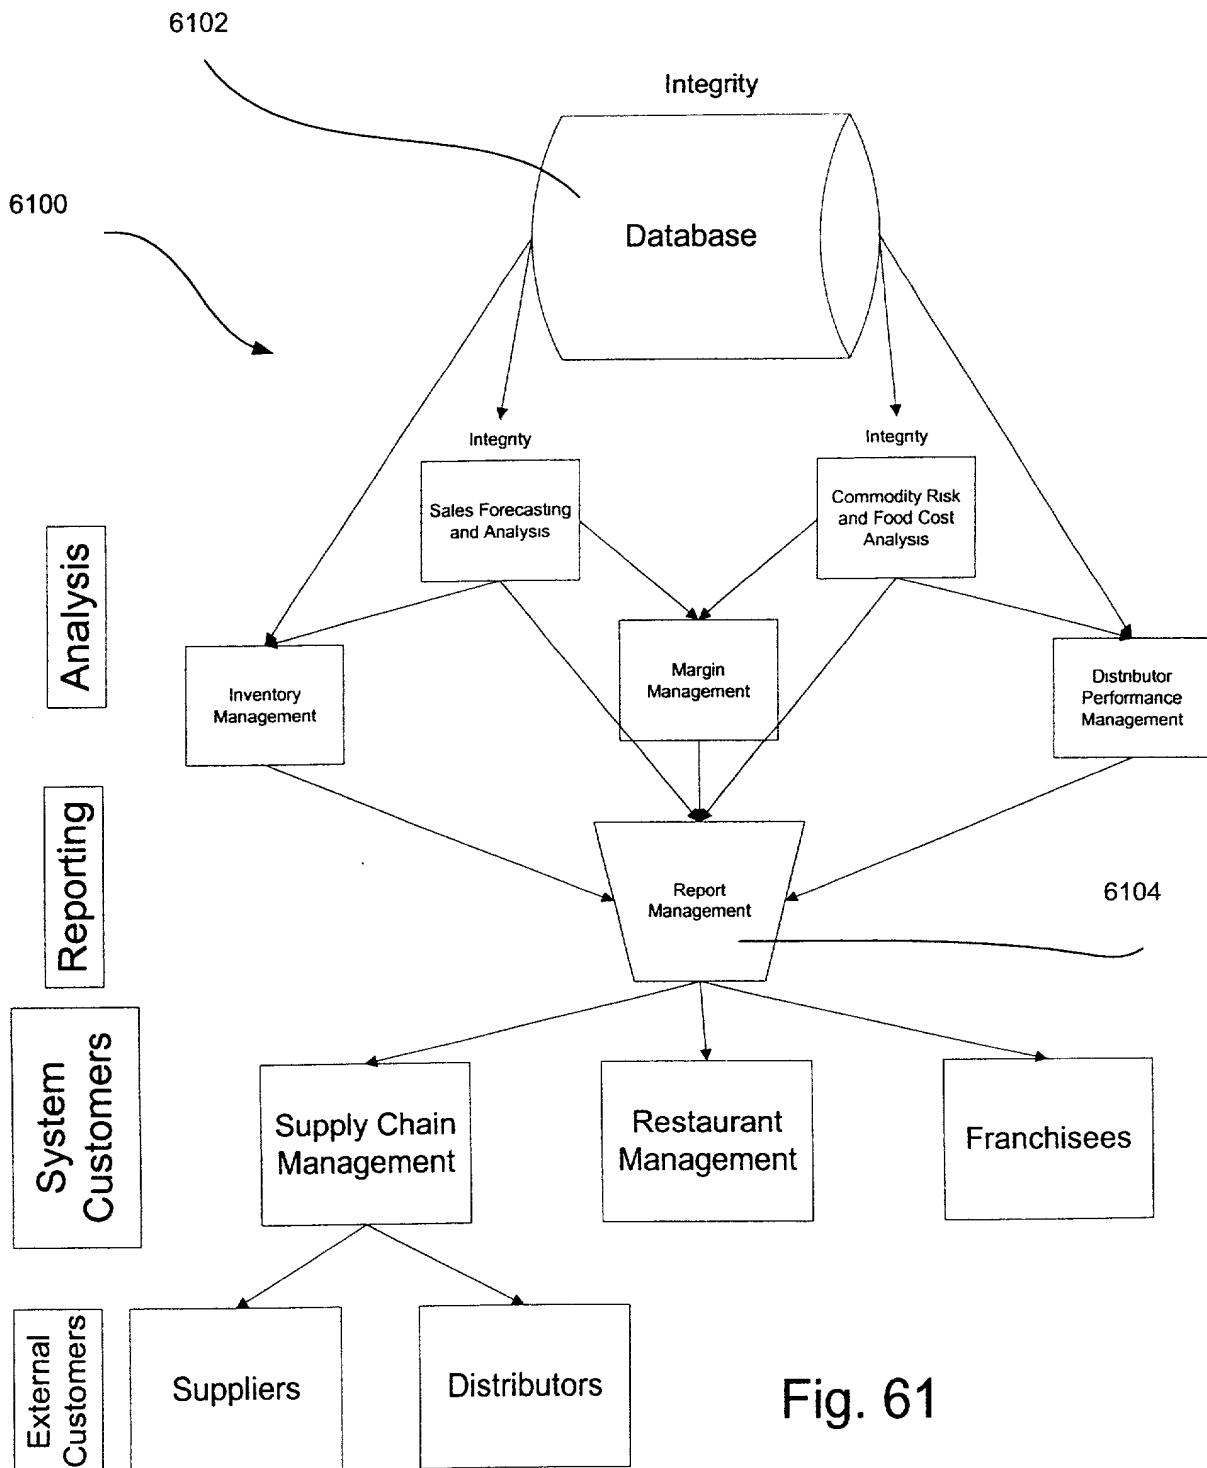 6102
Integrity
6100
Database
Integrity
Integrity
Sales Forecasting
and Analysis
Commodity Risk
and Food Cost
Analysis
Analysis
Inventory
Management
Margin
Management
Distributor
Performance
Management
Reporting
Report
Management
6104
System
Customers
Supply Chain
Management
Restaurant
Management
Franchisees
External
Customers
Suppliers
Distributors
Fig. 61